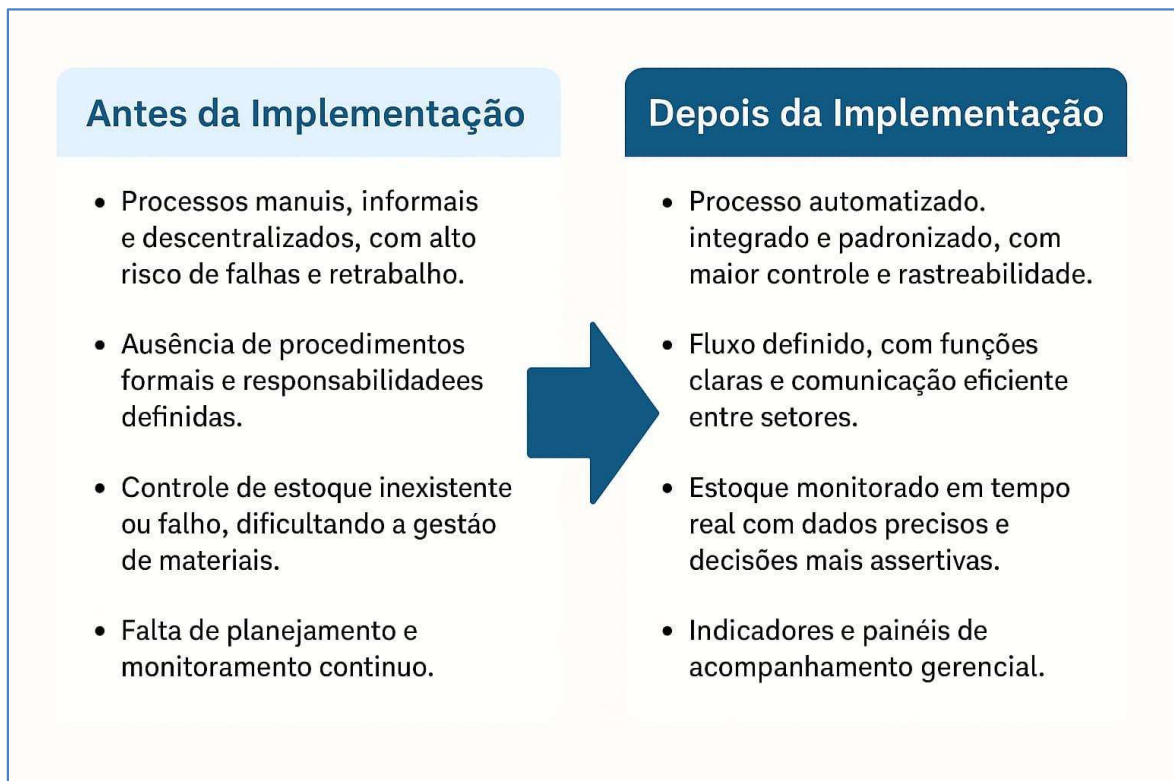 Antes da Implementação
• Processos manuis, informais
e descentralizados, com alto
risco de falhas e retrabalho.
• Ausência de procedimentos
formais e responsabilidadees
definidas.
• Controle de estoque inexistente
ou falho, dificultando a gestáo
de materiais.
• Falta de planejamento e
monitoramento continuo.
Depois da Implementação
• Processo automatizado.
integrado e padronizado, com
maior controle e rastreabilidade.
• Fluxo definido, com funções
claras e comunicação eficiente
entre setores.
• Estoque monitorado em tempo
real com dados precisos e
decisões mais assertivas.
• Indicadores e painéis de
acompanhamento gerencial.